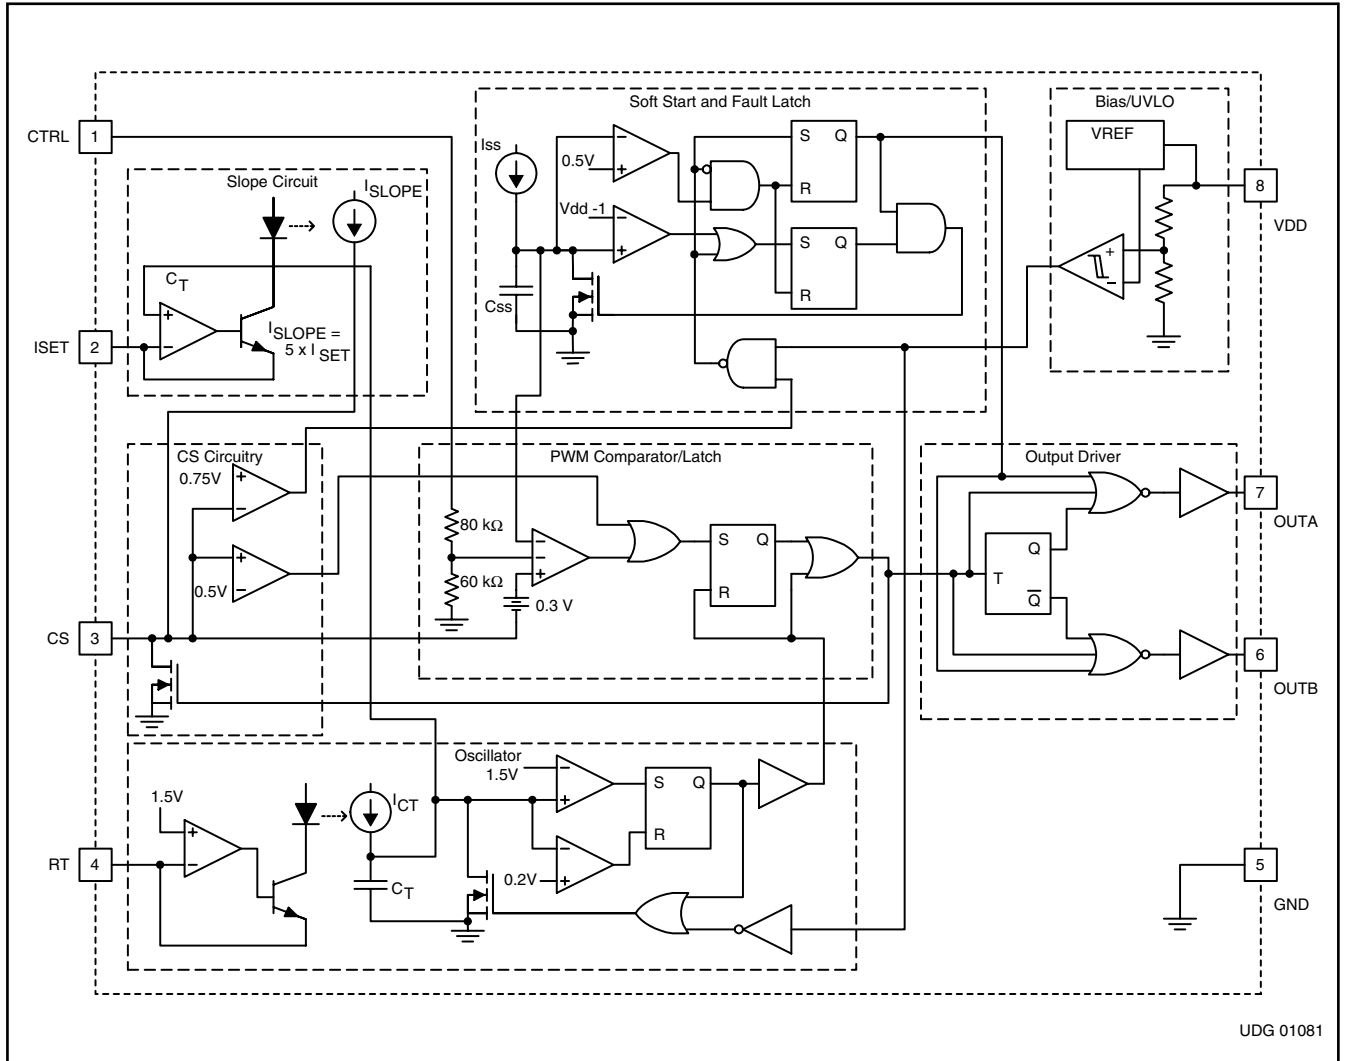 Soft Start and Fault Latch
Bias/UVLO
CTRL
1
Iss
0.5V
S Q
R
VREF
Slope Circuit
ISLOPE
8
VDD
Vdd -1
S Q
R
+
-
CT
Css
ISET
2
ISLOPE =
5 x ISET
CS Circuitry
PWM Comparator/Latch
Output Driver
0.75V
7
OUTA
80 kΩ
S Q
R
Q
T
Q̅
0.5V
60 kΩ
0.3 V
CS
3
6
OUTB
Oscillator
1.5V
S Q
R
1.5V
ICT
RT
4
0.2V
CT
5
GND
UDG 01081